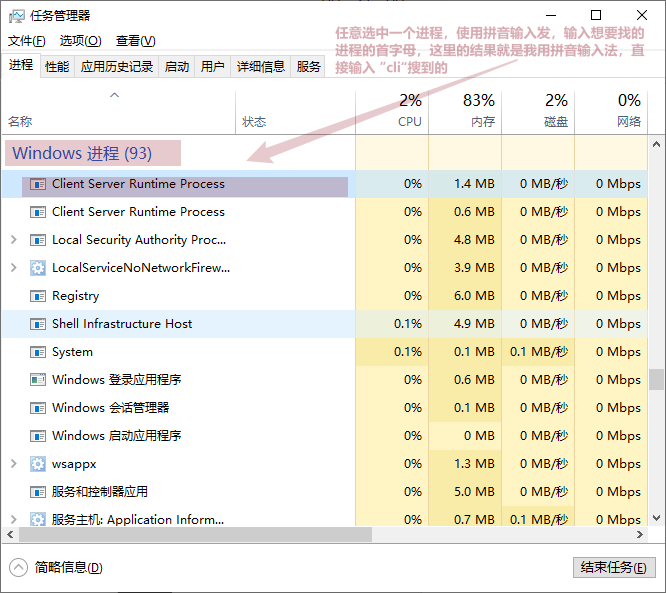 任务管理器
文件(F) 选项(O) 查看(V)
任意选中一个进程，使用拼音输入发，输入想要找的
进程的首字母，这里的结果就是我用拼音输入法，直
接输入 "cli"搜到的
进程 性能 应用历史记录 启动 用户 详细信息 服务
2% 83% 2% 0%
名称 状态 CPU 内存 磁盘 网络
Windows 进程 (93)
Client Server Runtime Process 0% 1.4 MB 0 MB/秒 0 Mbps
Client Server Runtime Process 0% 0.6 MB 0 MB/秒 0 Mbps
Local Security Authority Proc... 0% 4.8 MB 0 MB/秒 0 Mbps
LocalServiceNoNetworkFirew... 0% 3.9 MB 0 MB/秒 0 Mbps
Registry 0% 6.0 MB 0 MB/秒 0 Mbps
Shell Infrastructure Host 0.1% 4.9 MB 0 MB/秒 0 Mbps
System 0.1% 0.1 MB 0.1 MB/秒 0 Mbps
Windows 登录应用程序 0% 0.6 MB 0 MB/秒 0 Mbps
Windows 会话管理器 0% 0.1 MB 0 MB/秒 0 Mbps
Windows 启动应用程序 0% 0 MB 0 MB/秒 0 Mbps
wsappx 0% 1.3 MB 0 MB/秒 0 Mbps
服务和控制器应用 0% 5.0 MB 0 MB/秒 0 Mbps
服务主机: Application Inform... 0% 0.7 MB 0.1 MB/秒 0 Mbps
简略信息(D) 结束任务(E)